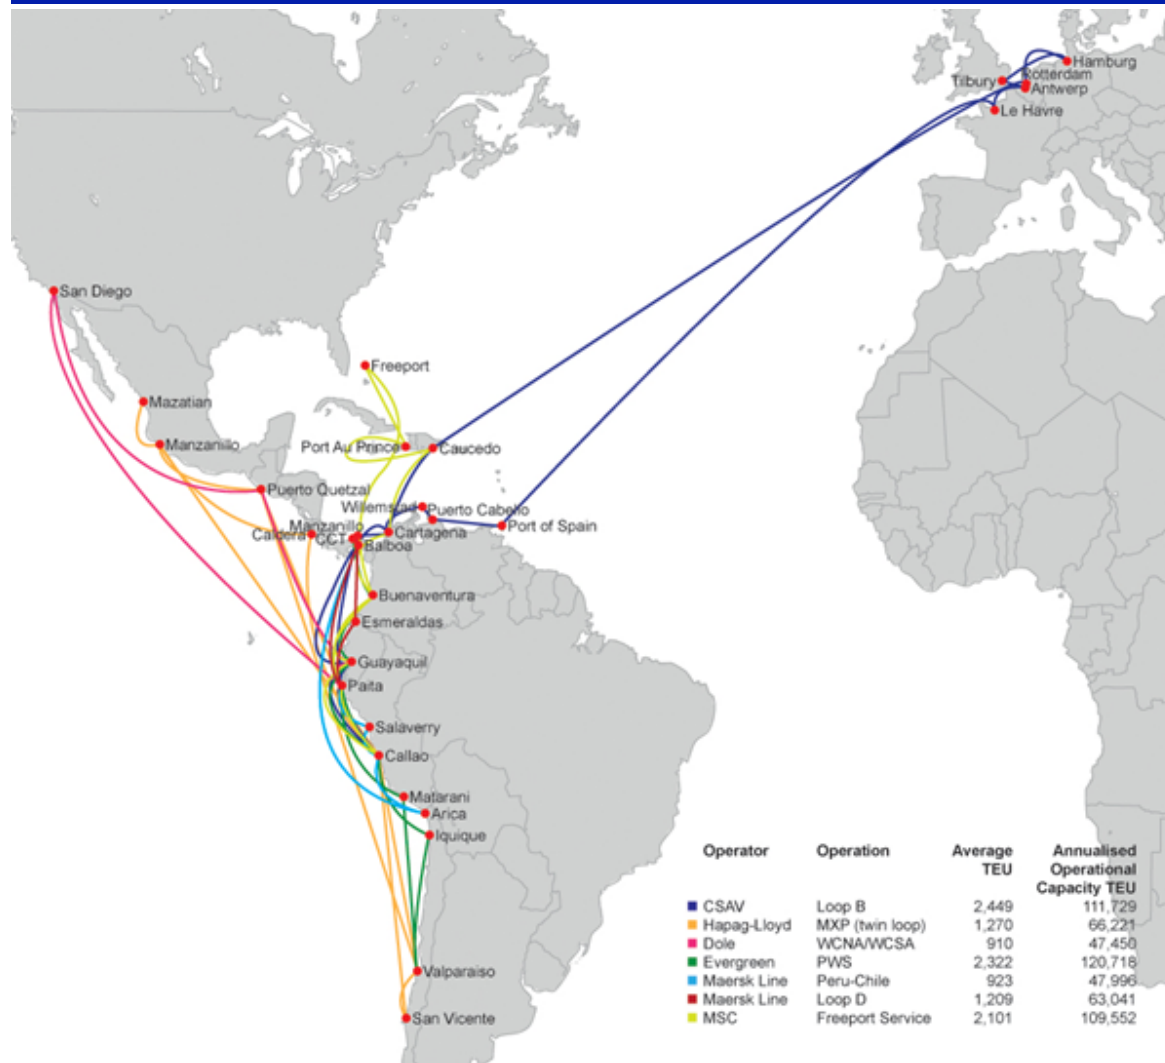 Hamburg
Rotterdam
Tilbury
Antwerp
Le Havre
San Diego
Freeport
Mazatlan
Manzanillo
Port Au Prince
Caucedo
Puerto Quetzal
Willemstad
Puerto Cabello
Port of Spain
Manzanillo
Caldera
CCT
Cartagena
Balboa
Buenaventura
Esmeraldas
Guayaquil
Paita
Salaverry
Callao
Matarani
Arica
Iquique
Valparaiso
San Vicente
Operator Operation Average TEU Annualised Operational Capacity TEU
CSAV Loop B 2,449 111,729
Hapag-Lloyd MXP (twin loop) 1,270 66,221
Dole WCNA/WCSA 910 47,450
Evergreen PWS 2,322 120,718
Maersk Line Peru-Chile 923 47,996
Maersk Line Loop D 1,209 63,041
MSC Freeport Service 2,101 109,552